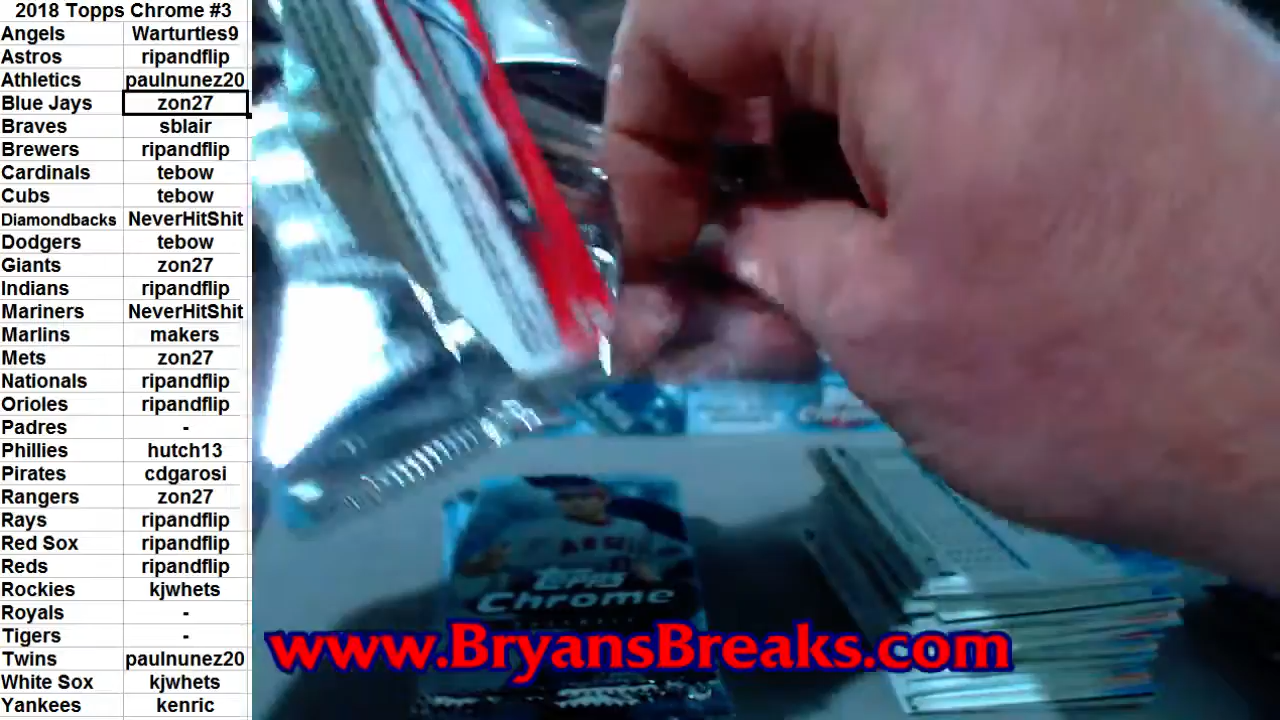 2018 Topps Chrome #3
Angels Warturtles9
Astros ripandflip
Athletics paulnunez20
Blue Jays zon27
Braves sblair
Brewers ripandflip
Cardinals tebow
Cubs tebow
Diamondbacks NeverHitShit
Dodgers tebow
Giants zon27
Indians ripandflip
Mariners NeverHitShit
Marlins makers
Mets zon27
Nationals ripandflip
Orioles ripandflip
Padres -
Phillies hutch13
Pirates cdgarosi
Rangers zon27
Rays ripandflip
Red Sox ripandflip
Reds ripandflip
Rockies kjwhets
Royals -
Tigers -
Twins paulnunez20
White Sox kjwhets
Yankees kenric
Topps
Chrome
www.BryansBreaks.com